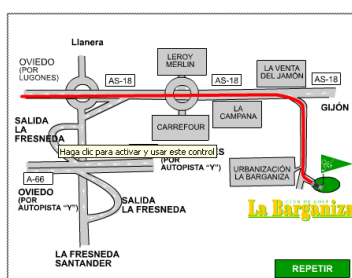 Llanera
OVIEDO
(POR
LUGONES)
AS-18
LEROY
MERLIN
AS-18
LA VENTA
DEL JAMÓN
AS-18
GIJÓN
SALIDA
LA FRESNEDA
CARREFOUR
LA
CAMPANA
Haga clic para activar y usar este control
(POR
AUTOPISTA "Y")
A-66
OVIEDO
(POR
AUTOPISTA "Y")
SALIDA
LA FRESNEDA
URBANIZACIÓN
LA BARGANIZA
CLUB DE GOLF
La Barganiza
LA FRESNEDA
SANTANDER
REPETIR